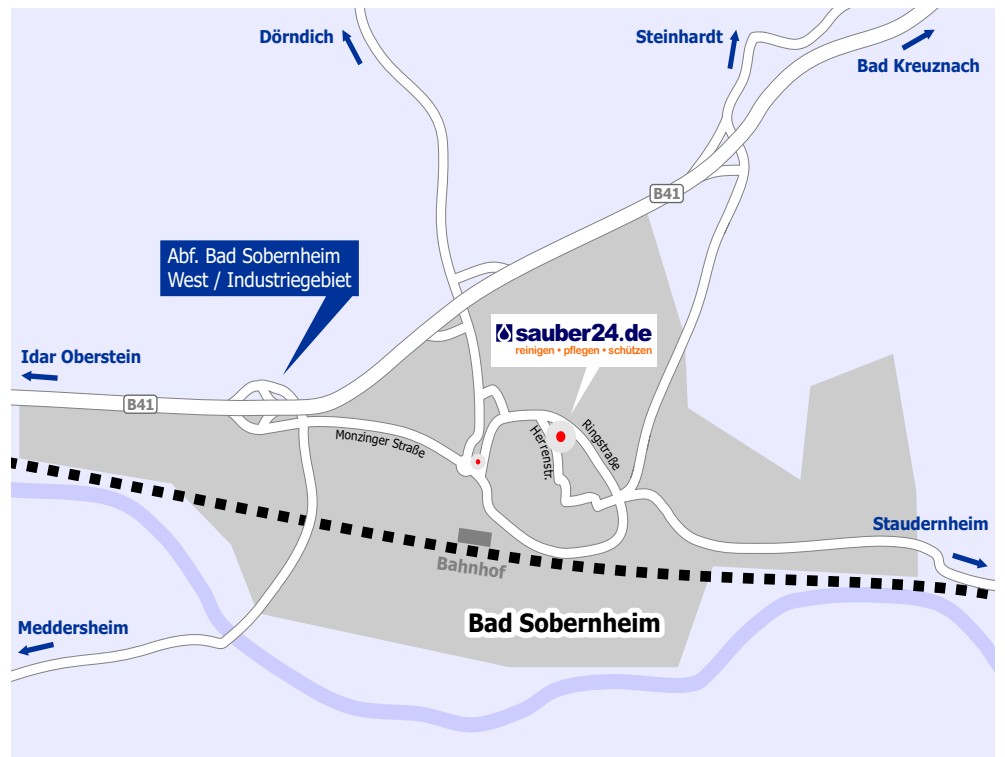 Dörndich
Steinhardt
Bad Kreuznach
B41
Abf. Bad Sobernheim
West / Industriegebiet
sauber24.de
reinigen • pflegen • schützen
Idar Oberstein
B41
Monzinger Straße
Herrenstr.
Ringstraße
Staudernheim
Bahnhof
Bad Sobernheim
Meddersheim